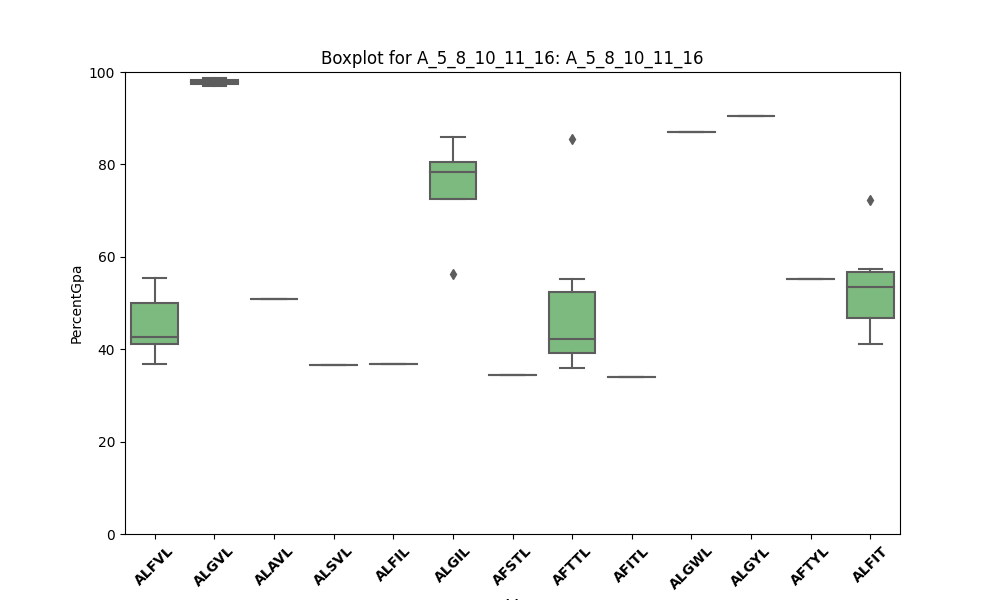 Boxplot for A_5_8_10_11_16: A_5_8_10_11_16
100
80
60
40
20
0
PercentGpa
ALFVL
ALGVL
ALAVL
ALSVL
ALFIL
ALGIL
AFSTL
AFTTL
AFITL
ALGWL
ALGYL
AFTYL
ALFIT